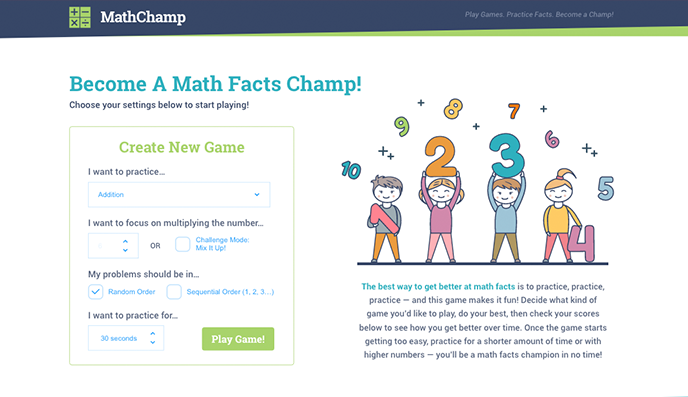 MathChamp
Play Games. Practice Facts. Become a Champ!
Become A Math Facts Champ!
Choose your settings below to start playing!
Create New Game
I want to practice...
Addition
I want to focus on multiplying the number...
OR
Challenge Mode:
Mix It Up!
My problems should be in...
Random Order
Sequential Order (1, 2, 3...)
I want to practice for...
30 seconds
Play Game!
10 9 8 7 6 5
1 2 3 4
The best way to get better at math facts is to practice, practice,
practice — and this game makes it fun! Decide what kind of
game you'd like to play, do your best, then check your scores
below to see how you get better over time. Once the game starts
getting too easy, practice for a shorter amount of time or with
higher numbers — you'll be a math facts champion in no time!